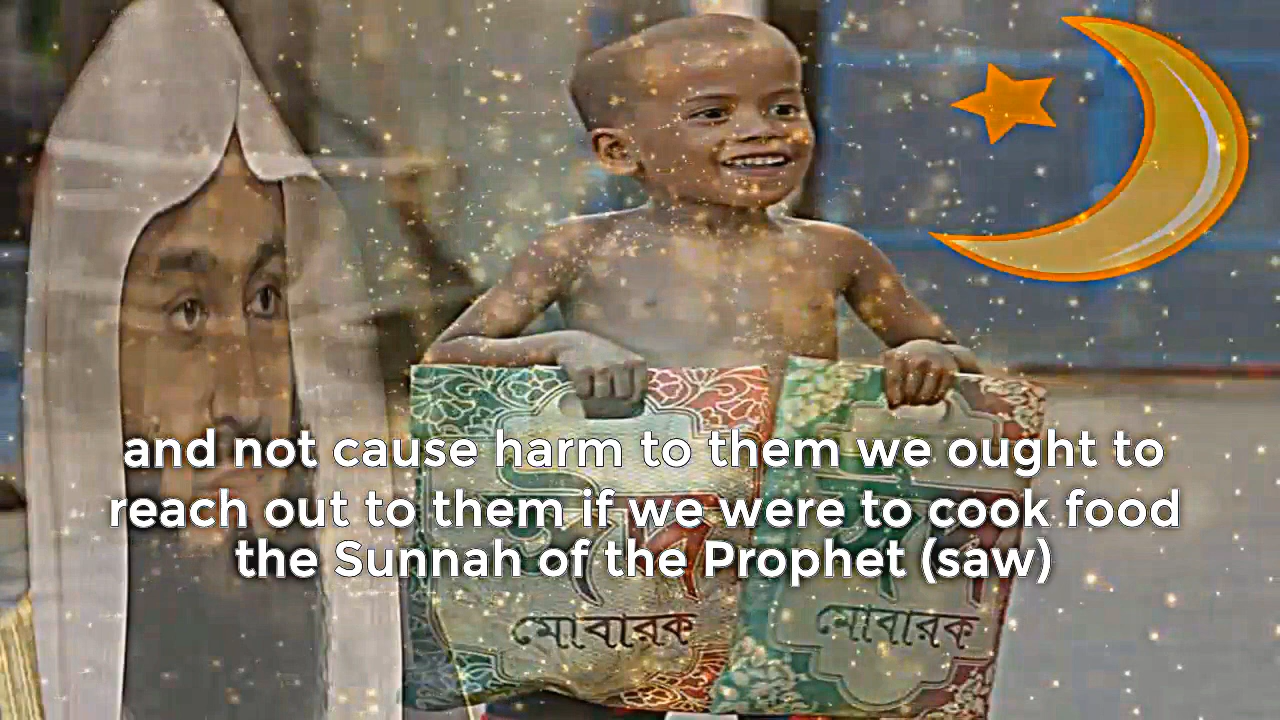 and not cause harm to them we ought to
reach out to them if we were to cook food
the Sunnah of the Prophet (saw)
মোবারক
মোবারক